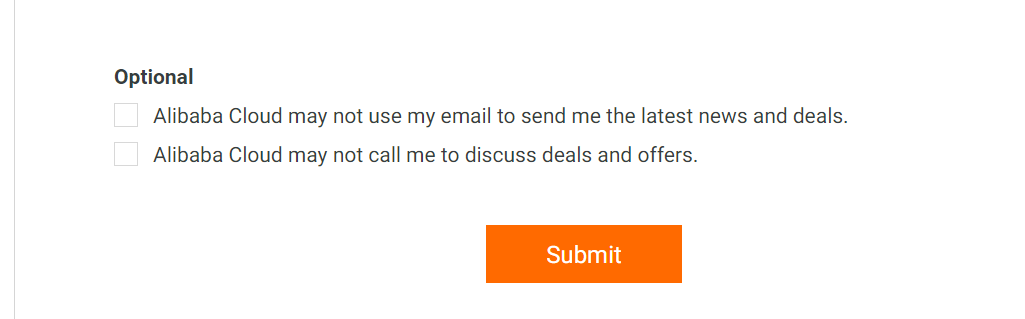 Optional
Alibaba Cloud may not use my email to send me the latest news and deals.
Alibaba Cloud may not call me to discuss deals and offers.
Submit